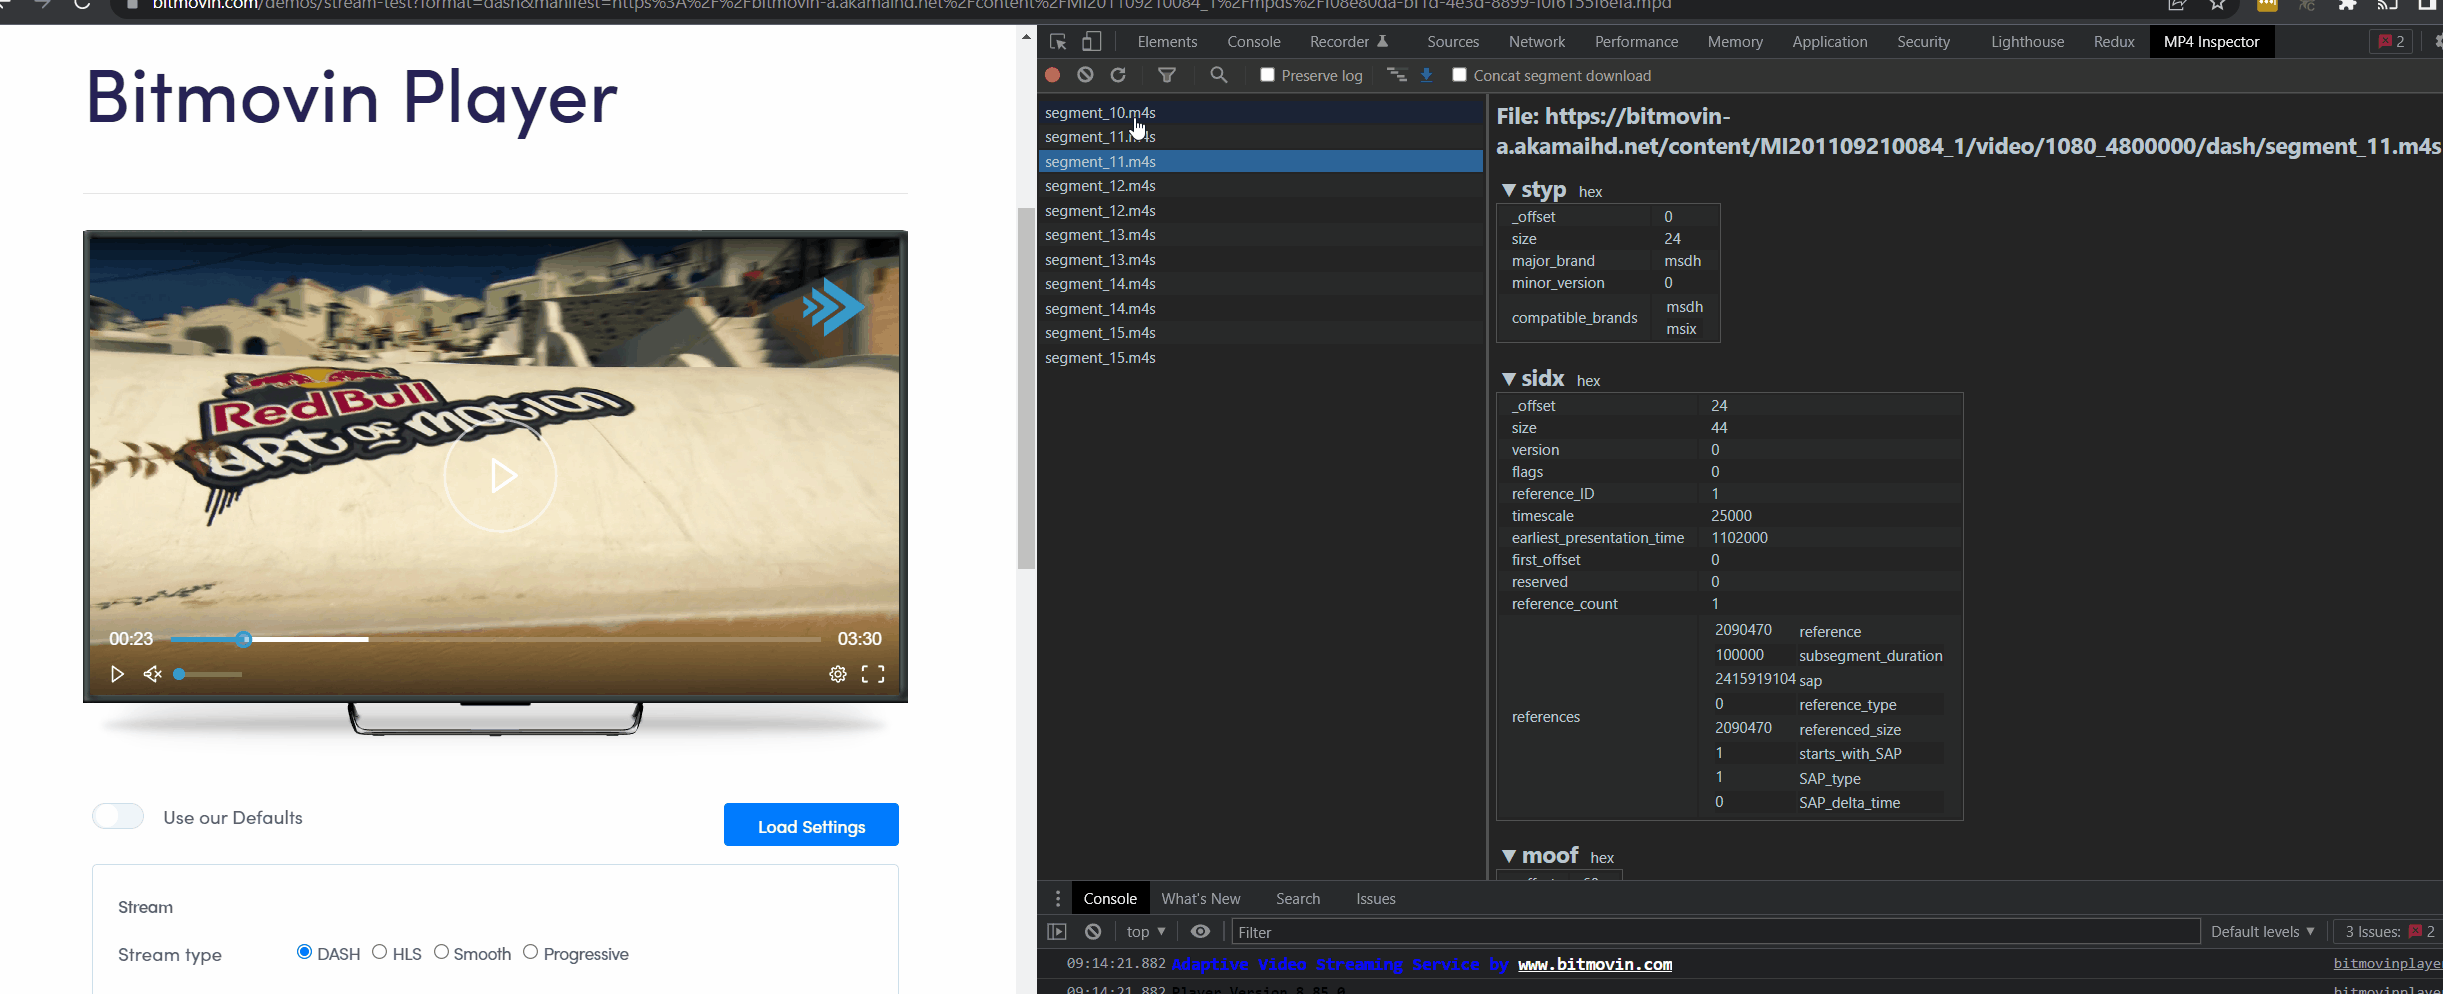 bitmovin.com/demos/stream-test?format=dash&manifest=https%3A%2F%2Fbitmovin-a.akamaihd.net%2Fcontent%2FMI201109210084_1%2Fmpds%2Ff08e80da-bf1d-4e3d-8899-f0f6155f6efa.mpd
Elements Console Recorder Sources Network Performance Memory Application Security Lighthouse Redux MP4 Inspector 2
Preserve log Concat segment download
Bitmovin Player
Red Bull
ART OF MOTION
00:23 03:30
Use our Defaults
Load Settings
Stream
Stream type DASH HLS Smooth Progressive
segment_10.m4s
segment_11.m4s
segment_11.m4s
segment_12.m4s
segment_12.m4s
segment_13.m4s
segment_13.m4s
segment_14.m4s
segment_14.m4s
segment_15.m4s
segment_15.m4s
File: https://bitmovin-
a.akamaihd.net/content/MI201109210084_1/video/1080_4800000/dash/segment_11.m4s
▼ styp hex
_offset 0
size 24
major_brand msdh
minor_version 0
compatible_brands msdh
msix
▼ sidx hex
_offset 24
size 44
version 0
flags 0
reference_ID 1
timescale 25000
earliest_presentation_time 1102000
first_offset 0
reserved 0
reference_count 1
references
2090470 reference
100000 subsegment_duration
2415919104 sap
0 reference_type
2090470 referenced_size
1 starts_with_SAP
1 SAP_type
0 SAP_delta_time
▼ moof hex
Console What's New Search Issues
top ▼ Filter Default levels ▼ 3 Issues: 2
09:14:21.882 Adaptive Video Streaming Service by www.bitmovin.com bitmovinplaye
09:14:21.882 Player Version 8.85.0 bitmovinplaye